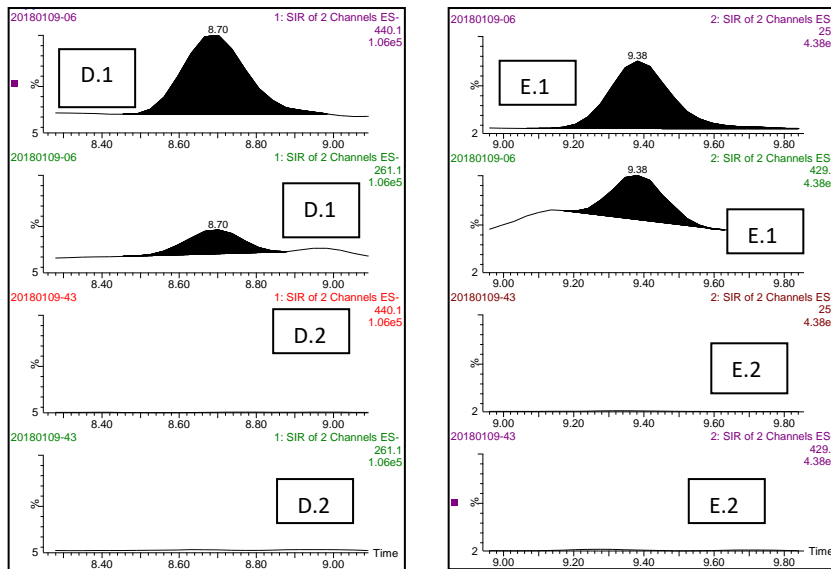 20180109-06
1: SIR of 2 Channels ES-
440.1
1.06e5
8.70
D.1
%
5
8.40 8.60 8.80 9.00
20180109-06
1: SIR of 2 Channels ES-
261.1
1.06e5
8.70
D.1
%
5
8.40 8.60 8.80 9.00
20180109-43
1: SIR of 2 Channels ES-
440.1
1.06e5
D.2
%
5
8.40 8.60 8.80 9.00
20180109-43
1: SIR of 2 Channels ES-
261.1
1.06e5
D.2
%
5
Time
8.40 8.60 8.80 9.00
20180109-06
2: SIR of 2 Channels ES-
25
4.38e
9.38
E.1
%
2
9.00 9.20 9.40 9.60 9.80
20180109-06
2: SIR of 2 Channels ES-
429.
4.38e
9.38
E.1
%
2
9.00 9.20 9.40 9.60 9.80
20180109-43
2: SIR of 2 Channels ES-
25
4.38e
E.2
%
2
9.00 9.20 9.40 9.60 9.80
20180109-43
2: SIR of 2 Channels ES-
429.
4.38e
E.2
%
2
Time
9.00 9.20 9.40 9.60 9.80